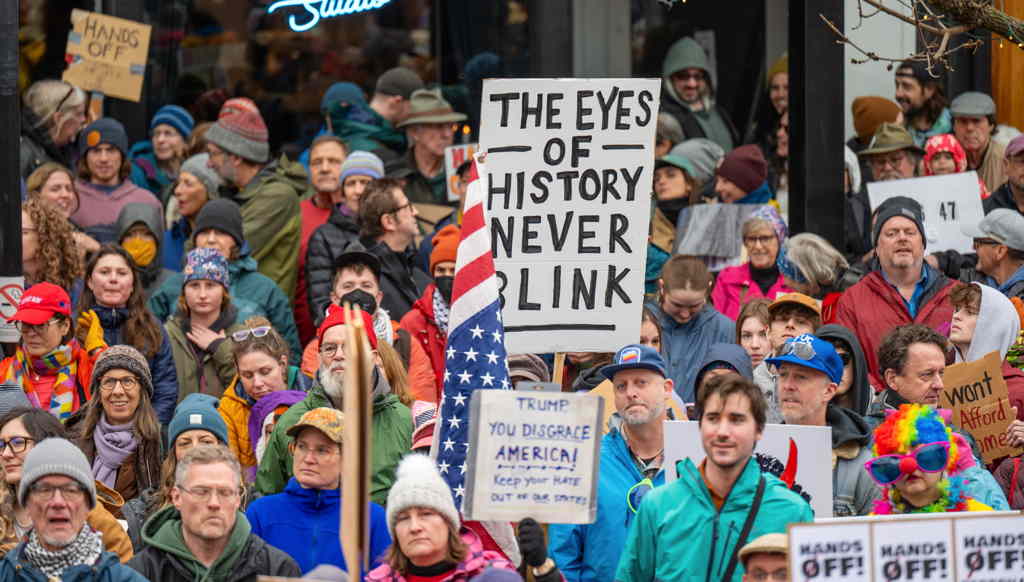 Studio
HANDS
OFF
THE EYES
OF
HISTORY
NEVER
BLINK
47
TRUMP
YOU DISGRACE
AMERICA!
Keep your HATE
OUT OF OUR STATES
want
Afford
HANDS
OFF!
HANDS
OFF!
HANDS
OFF!